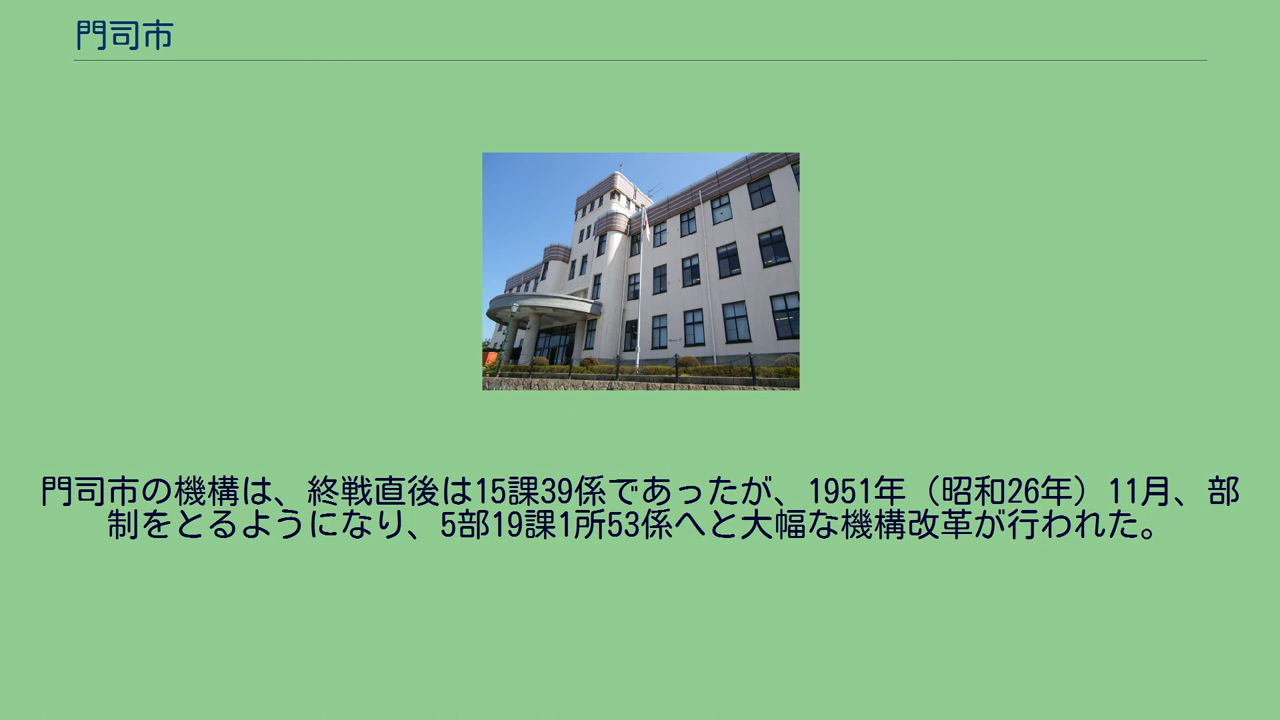 門司市
門司市の機構は、終戦直後は15課39係であったが、1951年（昭和26年）11月、部
制をとるようになり、5部19課1所53係へと大幅な機構改革が行われた。